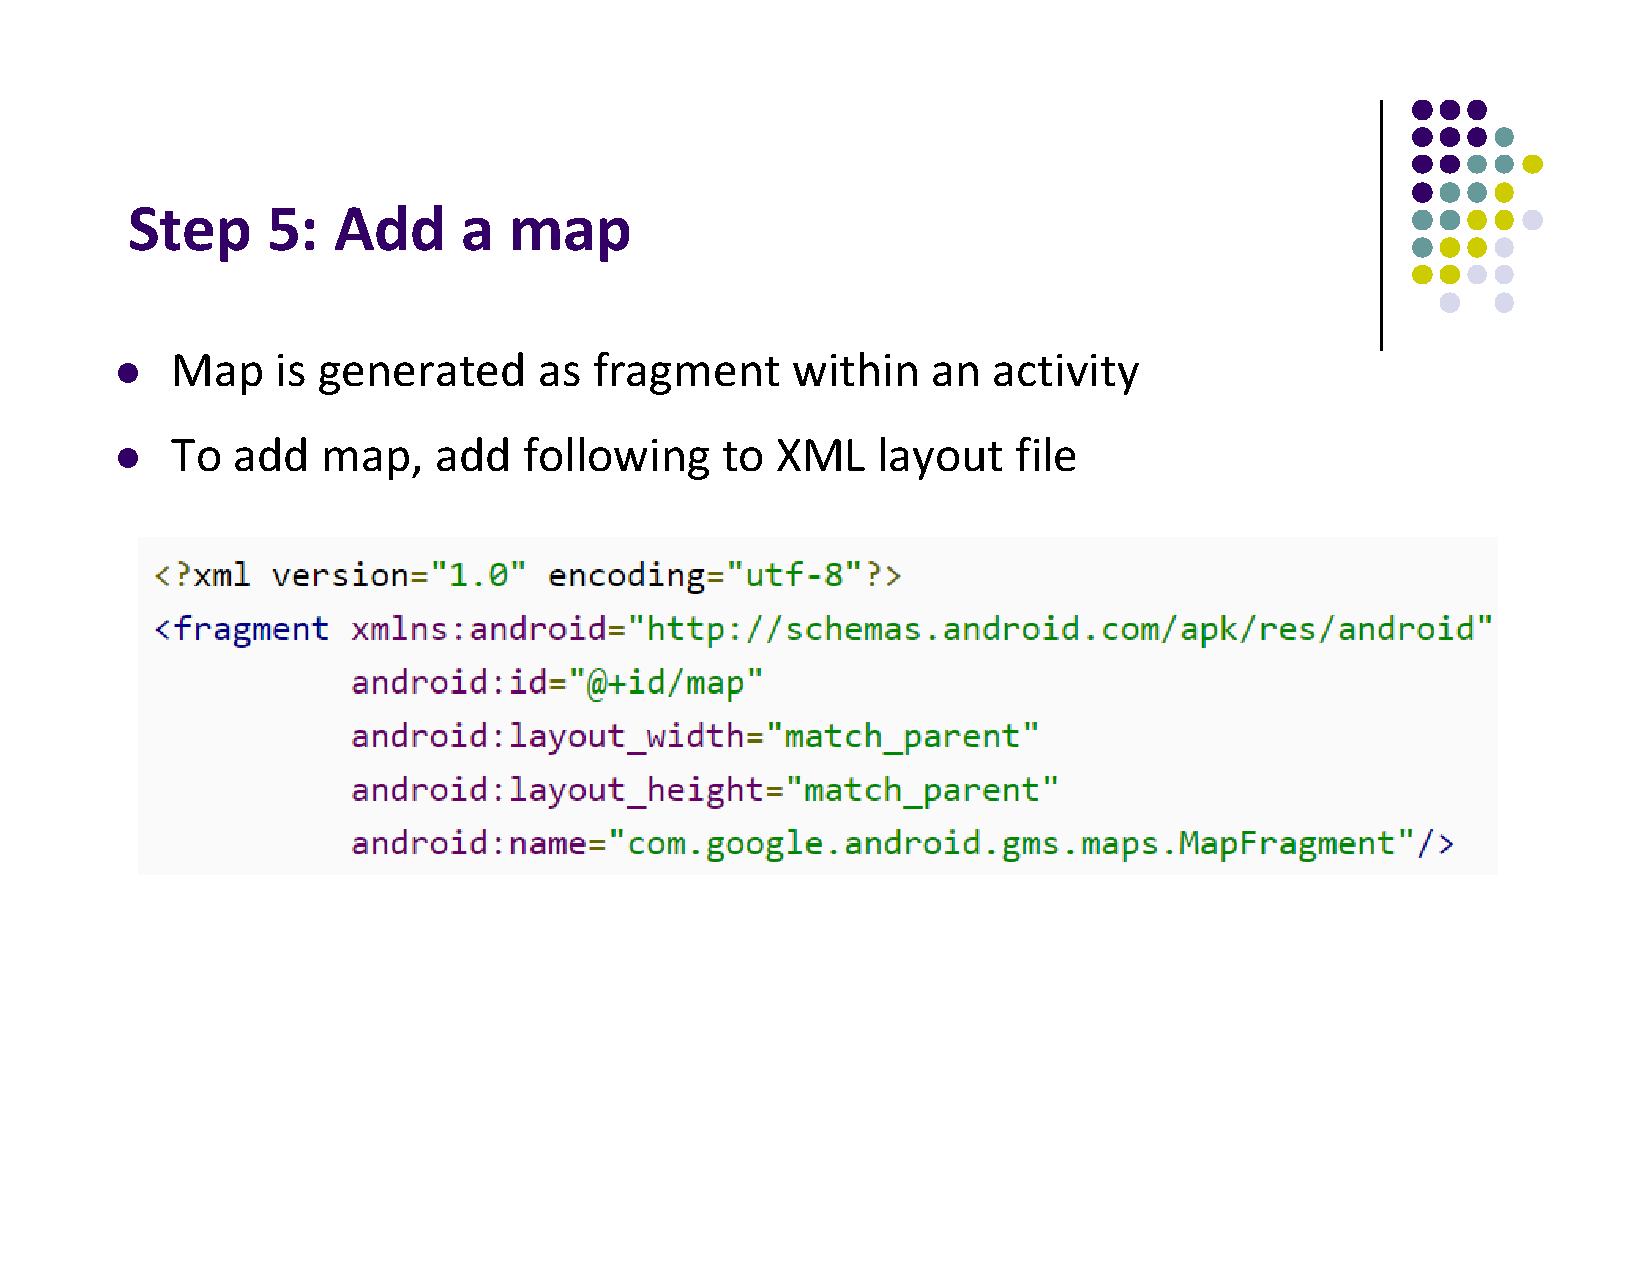 Step 5: Add a map
Map is generated as fragment within an activity
To add map, add following to XML layout file
<?xml version="1.0" encoding="utf-8"?>
<fragment xmlns:android="http://schemas.android.com/apk/res/android"
android:id="@+id/map"
android:layout_width="match_parent"
android:layout_height="match_parent"
android:name="com.google.android.gms.maps.MapFragment"/>